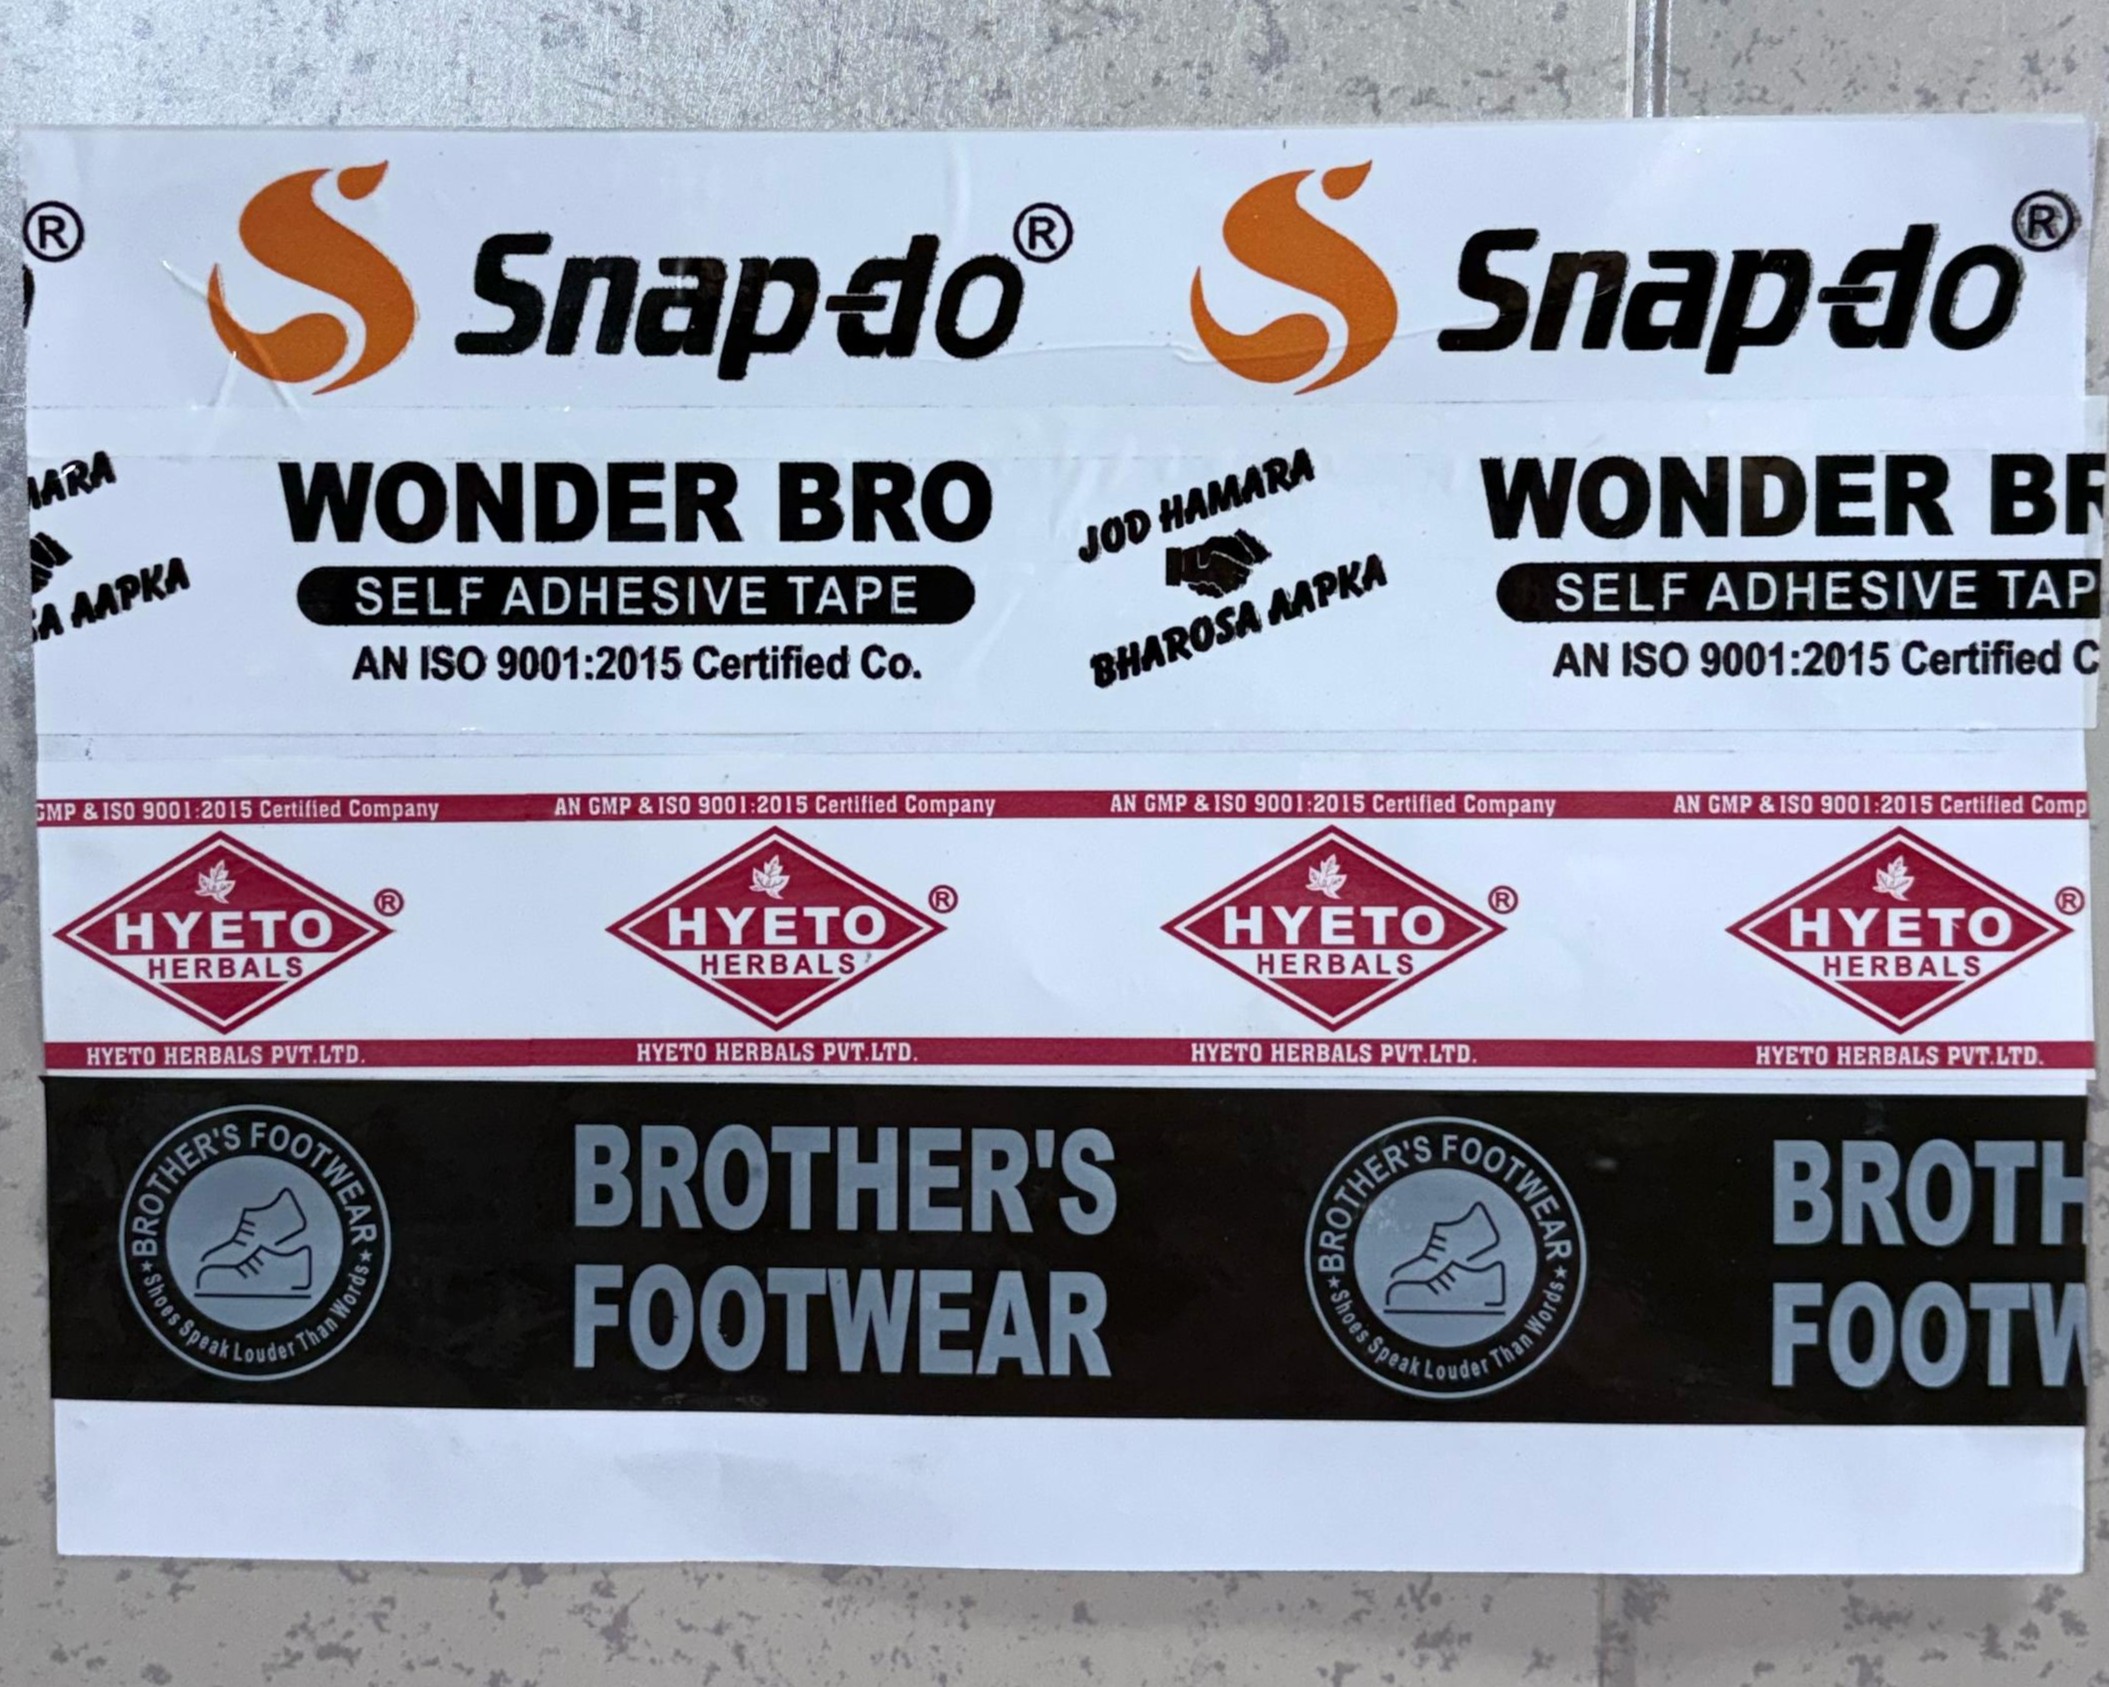 ® Snap-do® Snap-do®
WONDER BRO JOD HAMARA WONDER BR
SELF ADHESIVE TAPE BHAROSA AAPKA SELF ADHESIVE TAP
AAPKA AN ISO 9001:2015 Certified Co. AN ISO 9001:2015 Certified C
GMP & ISO 9001:2015 Certified Company AN GMP & ISO 9001:2015 Certified Company AN GMP & ISO 9001:2015 Certified Company AN GMP & ISO 9001:2015 Certified Comp
HYETO ® HYETO ® HYETO ® HYETO ®
HERBALS HERBALS HERBALS HERBALS
HYETO HERBALS PVT.LTD. HYETO HERBALS PVT.LTD. HYETO HERBALS PVT.LTD. HYETO HERBALS PVT.LTD.
BROTHER'S FOOTWEAR BROTHER'S BROTHER'S FOOTWEAR BROTH
Shoes Speak Louder Than Words FOOTWEAR Shoes Speak Louder Than Words FOOTW